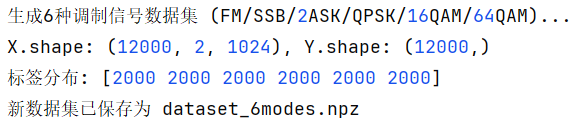 生成6种调制信号数据集 (FM/SSB/2ASK/QPSK/16QAM/64QAM)...
X.shape: (12000, 2, 1024), Y.shape: (12000,)
标签分布: [2000 2000 2000 2000 2000 2000]
新数据集已保存为 dataset_6modes.npz